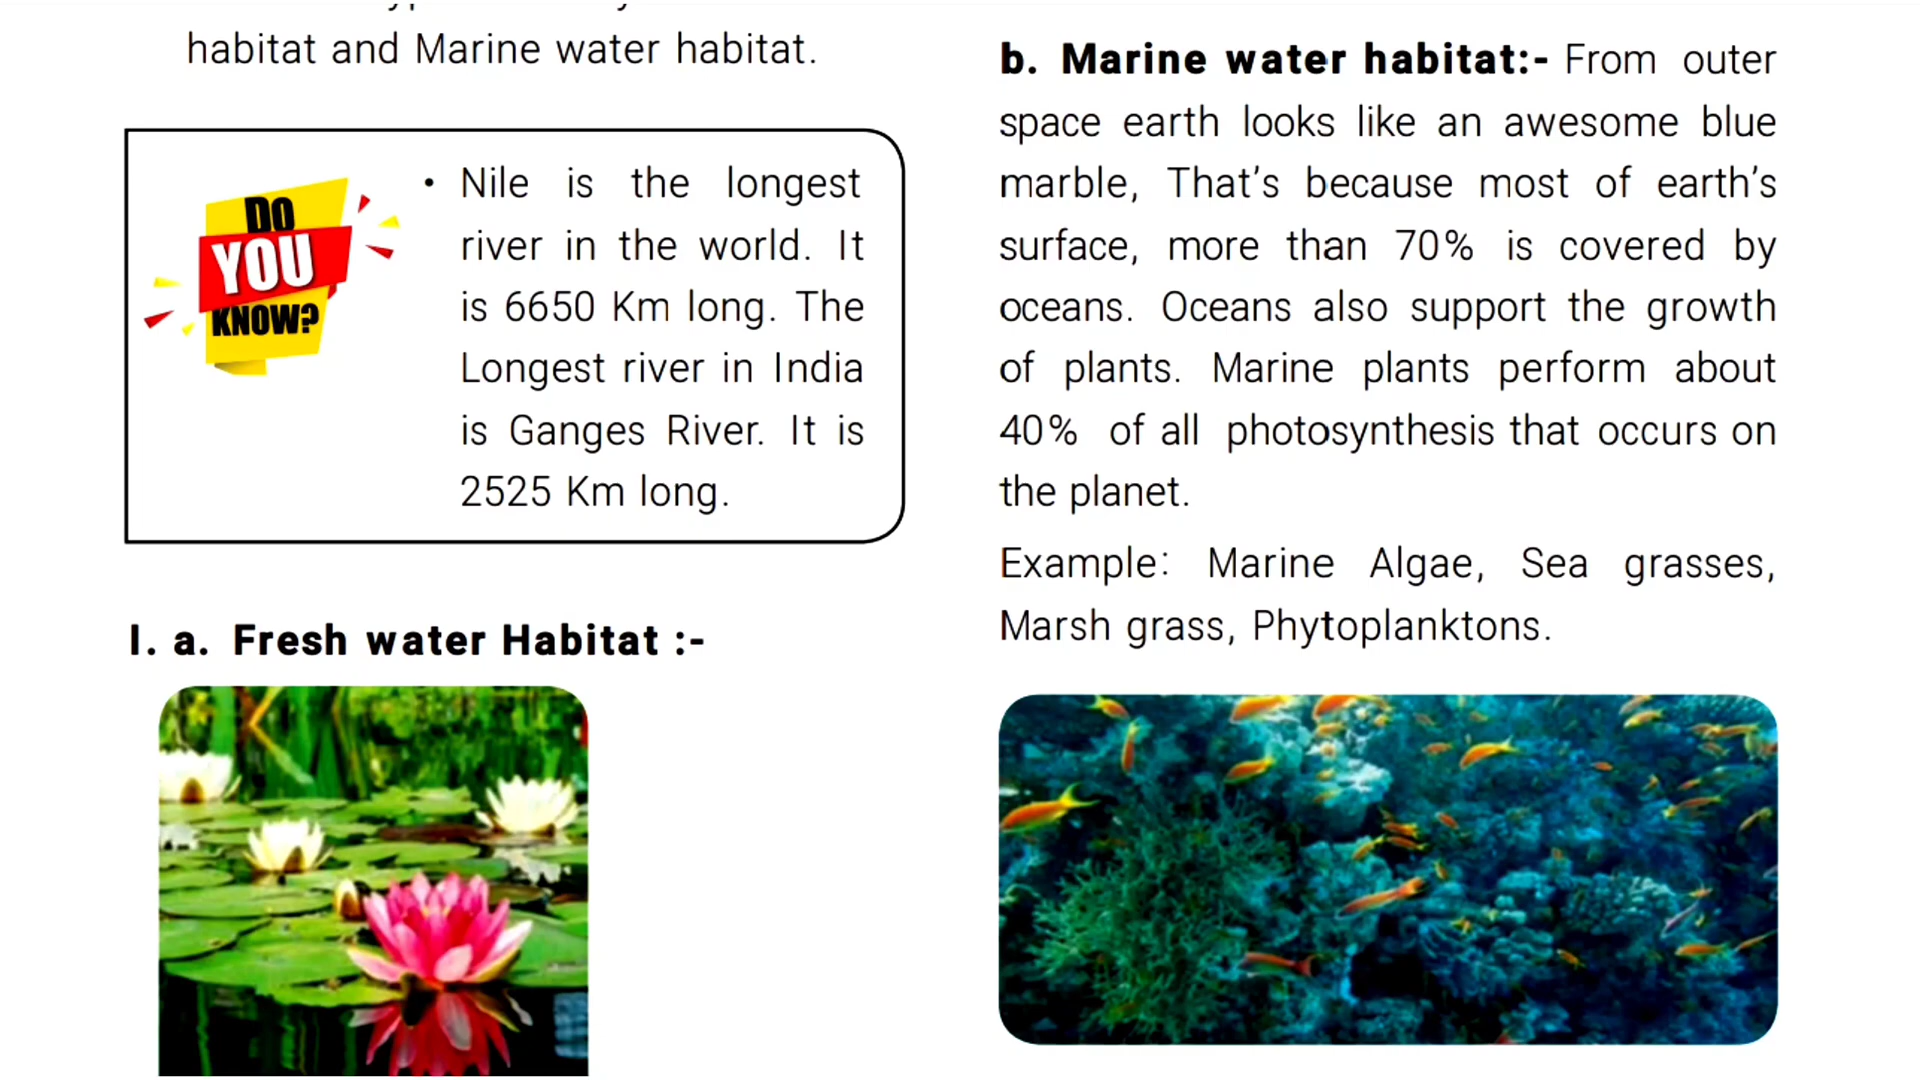 habitat and Marine water habitat.
DO
YOU
KNOW?
• Nile is the longest
river in the world. It
is 6650 Km long. The
Longest river in India
is Ganges River. It is
2525 Km long.
I. a. Fresh water Habitat :-
b. Marine water habitat:- From outer
space earth looks like an awesome blue
marble, That's because most of earth's
surface, more than 70% is covered by
oceans. Oceans also support the growth
of plants. Marine plants perform about
40% of all photosynthesis that occurs on
the planet.
Example: Marine Algae, Sea grasses,
Marsh grass, Phytoplanktons.